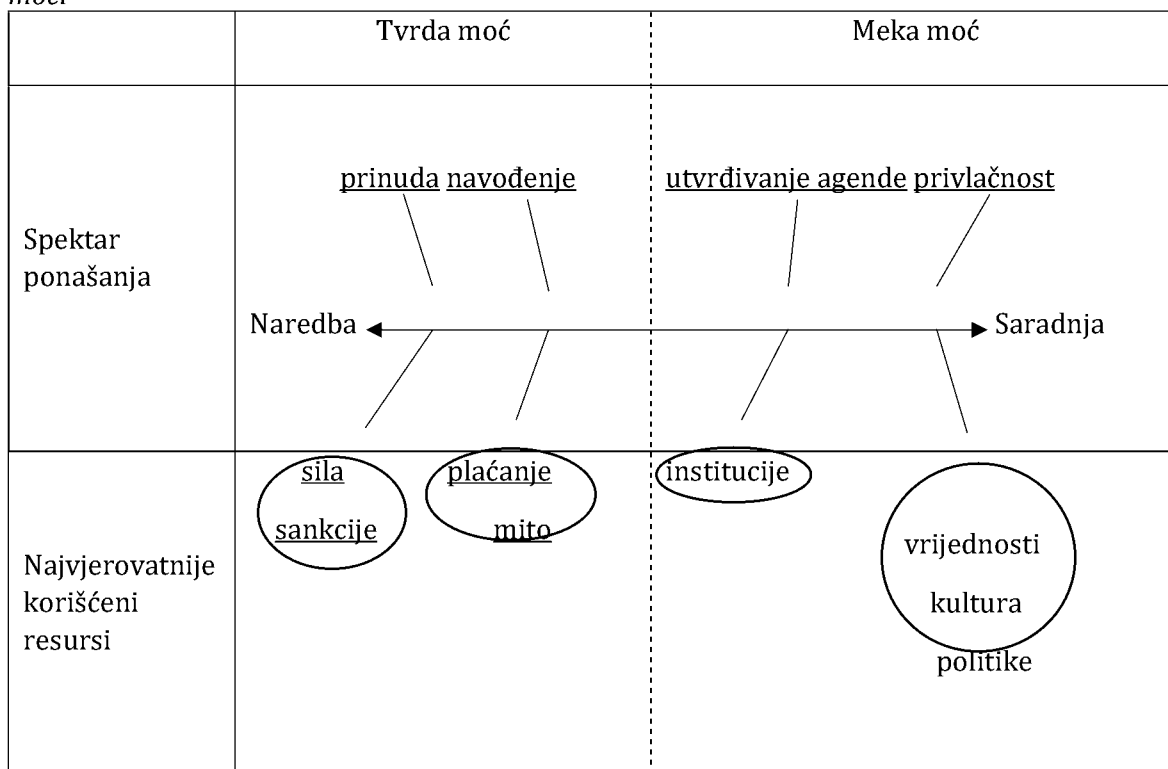 moći
Tvrda moć
Meka moć
Spektar
ponašanja
prinuda navođenje
utvrđivanje agende privlačnost
Naredba
Saradnja
Najvjerovatnije
korišćeni
resursi
sila
sankcije
plaćanje
mito
institucije
vrijednosti
kultura
politike